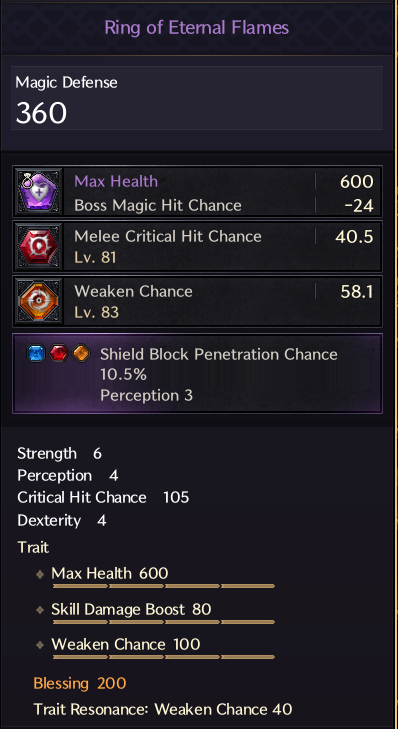 Ring of Eternal Flames
Magic Defense
360
Max Health 600
Boss Magic Hit Chance -24
Melee Critical Hit Chance 40.5
Lv. 81
Weaken Chance 58.1
Lv. 83
Shield Block Penetration Chance
10.5%
Perception 3
Strength 6
Perception 4
Critical Hit Chance 105
Dexterity 4
Trait
Max Health 600
Skill Damage Boost 80
Weaken Chance 100
Blessing 200
Trait Resonance: Weaken Chance 40